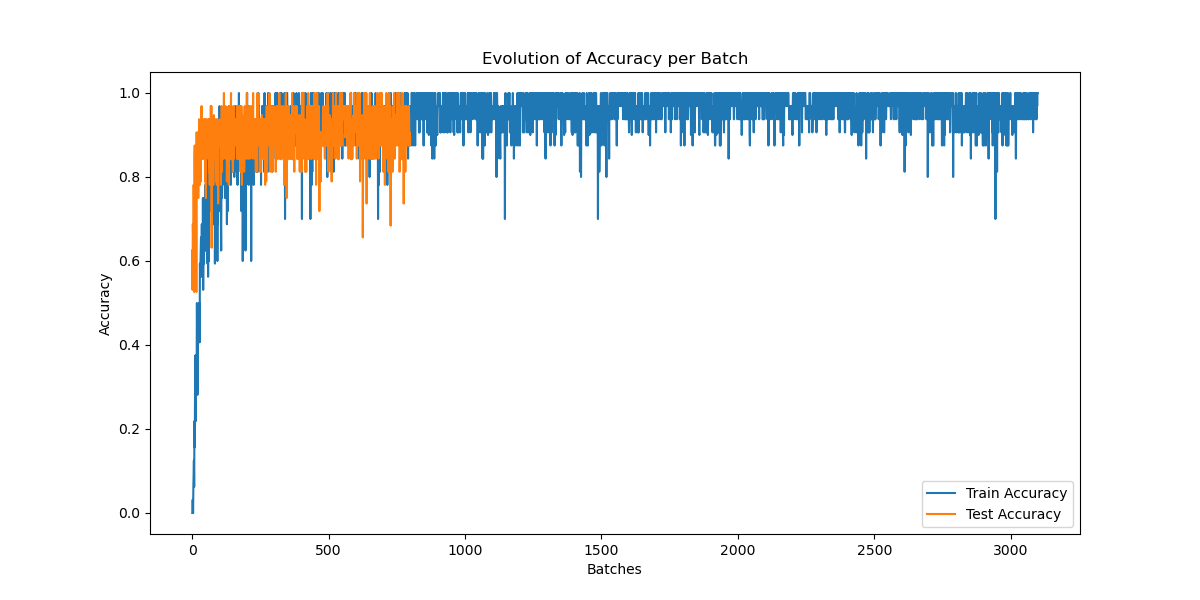 Evolution of Accuracy per Batch
1.0
0.8
0.6
0.4
0.2
0.0
Accuracy
Train Accuracy
Test Accuracy
0 500 1000 1500 2000 2500 3000
Batches